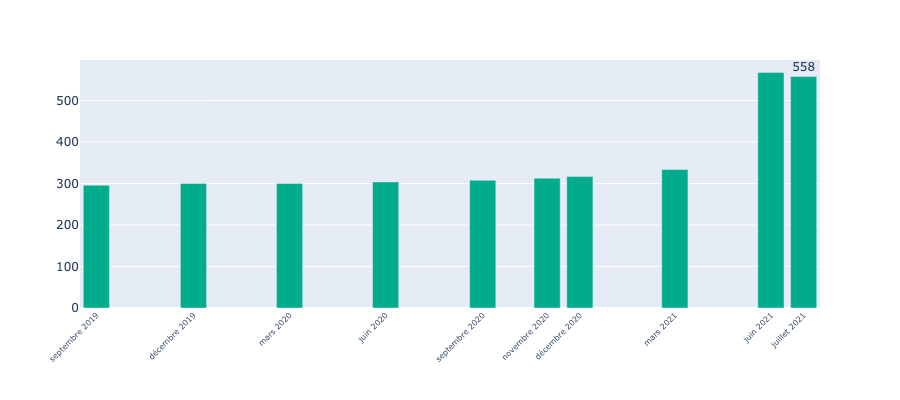 558
500
400
300
200
100
0
septembre 2019
décembre 2019
mars 2020
juin 2020
septembre 2020
novembre 2020
décembre 2020
mars 2021
juin 2021
juillet 2021